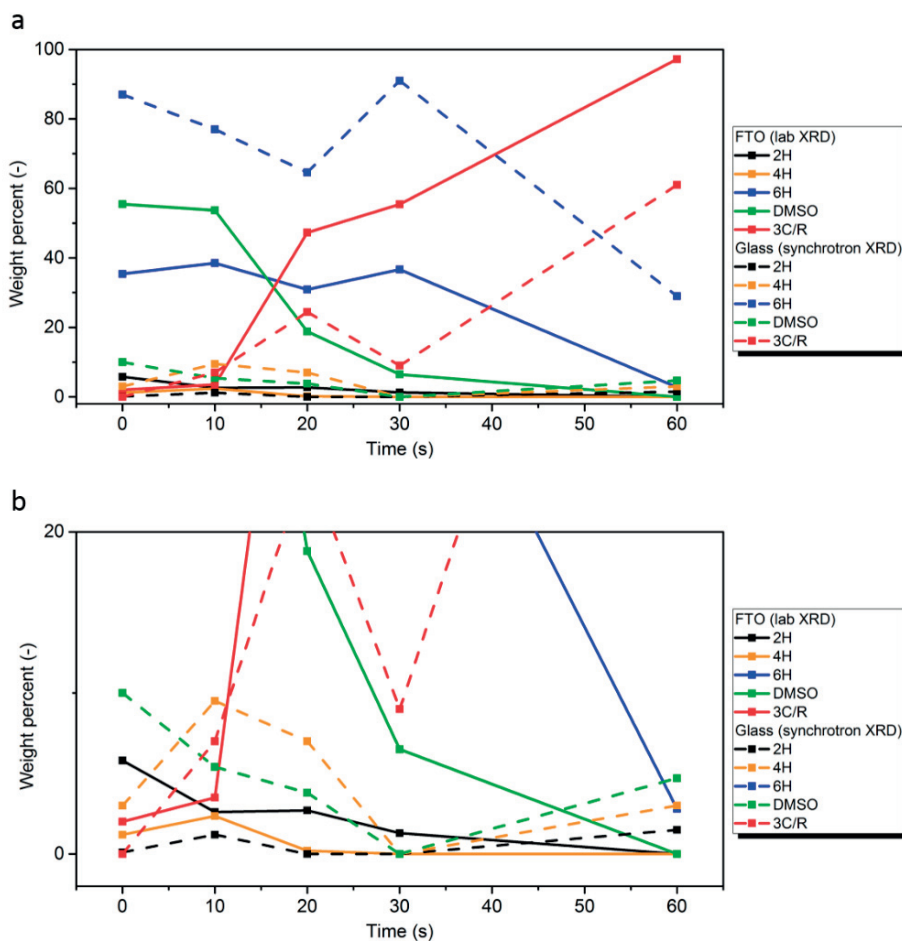 a
100
80
60
40
20
0
Weight percent (-)
0 10 20 30 40 50 60
Time (s)
FTO (lab XRD)
2H
4H
6H
DMSO
3C/R
Glass (synchrotron XRD)
2H
4H
6H
DMSO
3C/R
b
20
0
Weight percent (-)
0 10 20 30 40 50 60
Time (s)
FTO (lab XRD)
2H
4H
6H
DMSO
3C/R
Glass (synchrotron XRD)
2H
4H
6H
DMSO
3C/R